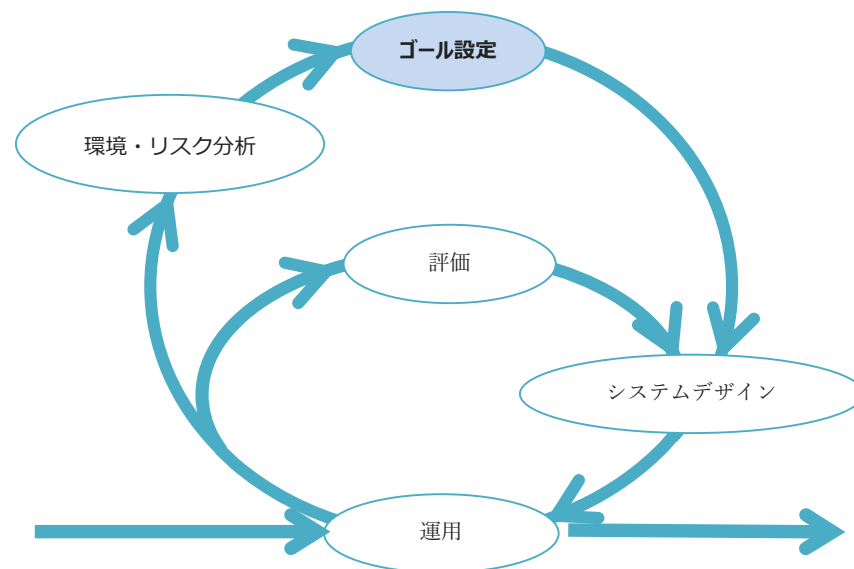 ゴール設定
環境・リスク分析
評価
システムデザイン
運用